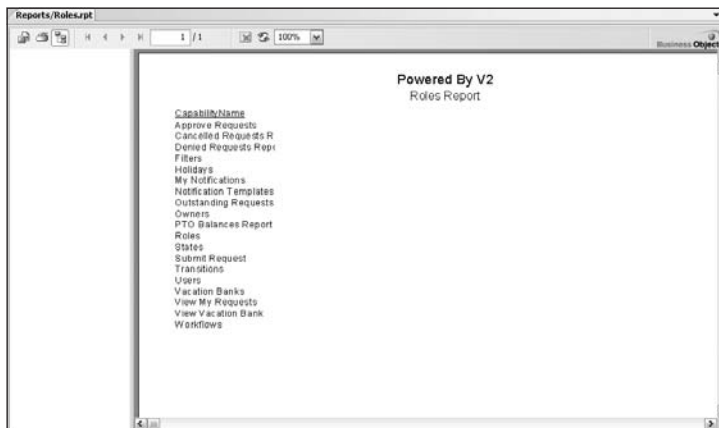 Reports/Roles.rpt
1 /1
100%
Business Object
Powered By V2
Roles Report
CapabilityName
Approve Requests
Cancelled Requests R
Denied Requests Repo
Filters
Holidays
My Notifications
Notification Templates
Outstanding Requests
Owners
PTO Balances Report
Roles
States
Submit Request
Transitions
Users
Vacation Banks
View My Requests
View Vacation Bank
Workflows